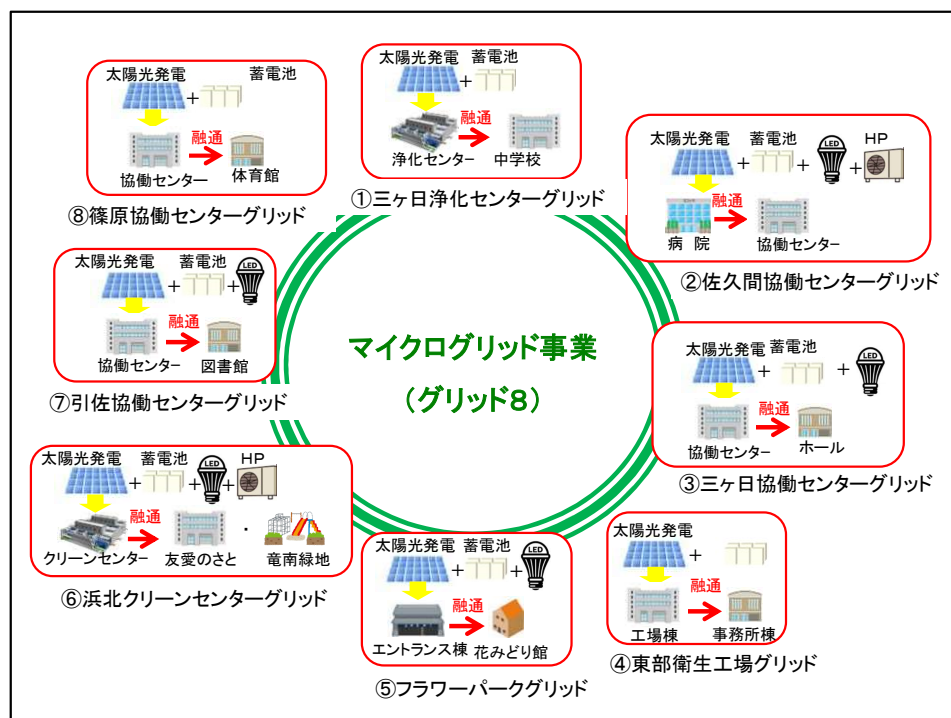 太陽光発電 蓄電池
+
融通
協働センター 体育館
⑧篠原協働センターグリッド
太陽光発電 蓄電池
+
融通
浄化センター 中学校
①三ヶ日浄化センターグリッド
太陽光発電 蓄電池 LED HP
+ + +
融通
病 院 協働センター
②佐久間協働センターグリッド
太陽光発電 蓄電池 LED
+ +
融通
協働センター ホール
③三ヶ日協働センターグリッド
太陽光発電 蓄電池
+
融通
工場棟 事務所棟
④東部衛生工場グリッド
太陽光発電 蓄電池 LED
+ +
融通
エントランス棟 花みどり館
⑤フラワーパークグリッド
太陽光発電 蓄電池 LED HP
+ + +
融通
クリーンセンター 友愛のさと ・ 竜南緑地
⑥浜北クリーンセンターグリッド
太陽光発電 蓄電池 LED
+ +
融通
協働センター 図書館
⑦引佐協働センターグリッド
マイクログリッド事業
(グリッド8)